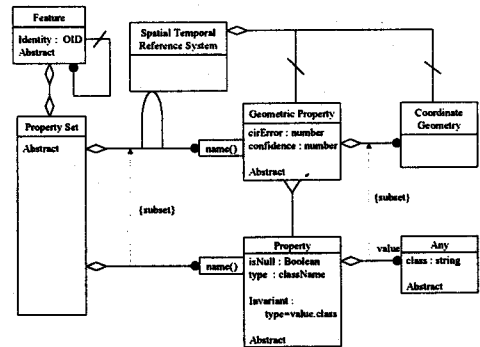 Feature
Identity : OID
Abstract
Spatial Temporal
Reference System
Property Set
Abstract
name()
Geometric Property
cirError : number
confidence : number
Abstract
Coordinate
Geometry
{subset}
{subset}
name()
Property
isNull : Boolean
type : className
Invariant :
type=value.class
Abstract
value
Any
class : string
Abstract